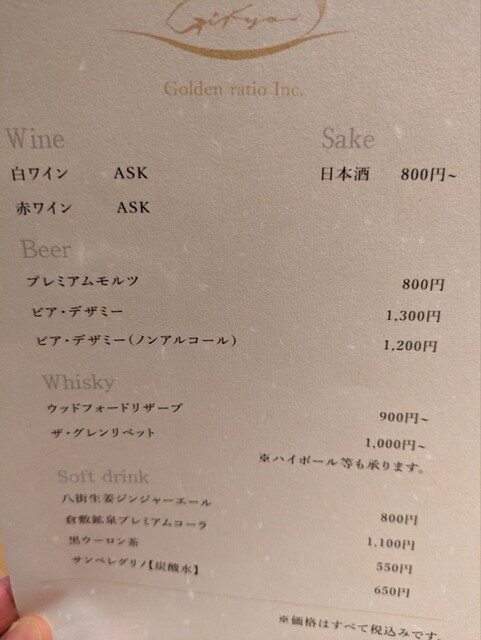 Golden ratio Inc.
Wine
白ワイン ASK
赤ワイン ASK
Sake
日本酒 800円~
Beer
プレミアムモルツ 800円
ビア・デザミー 1,300円
ビア・デザミー(ノンアルコール) 1,200円
Whisky
ウッドフォードリザーブ 900円~
ザ・グレンリベット 1,000円~
※ハイボール等も承ります。
Soft drink
八街生姜ジンジャーエール 800円
倉敷鉱泉プレミアムコーラ 1,100円
黒ウーロン茶 550円
サンペレグリノ【炭酸水】 650円
※価格はすべて税込みです。